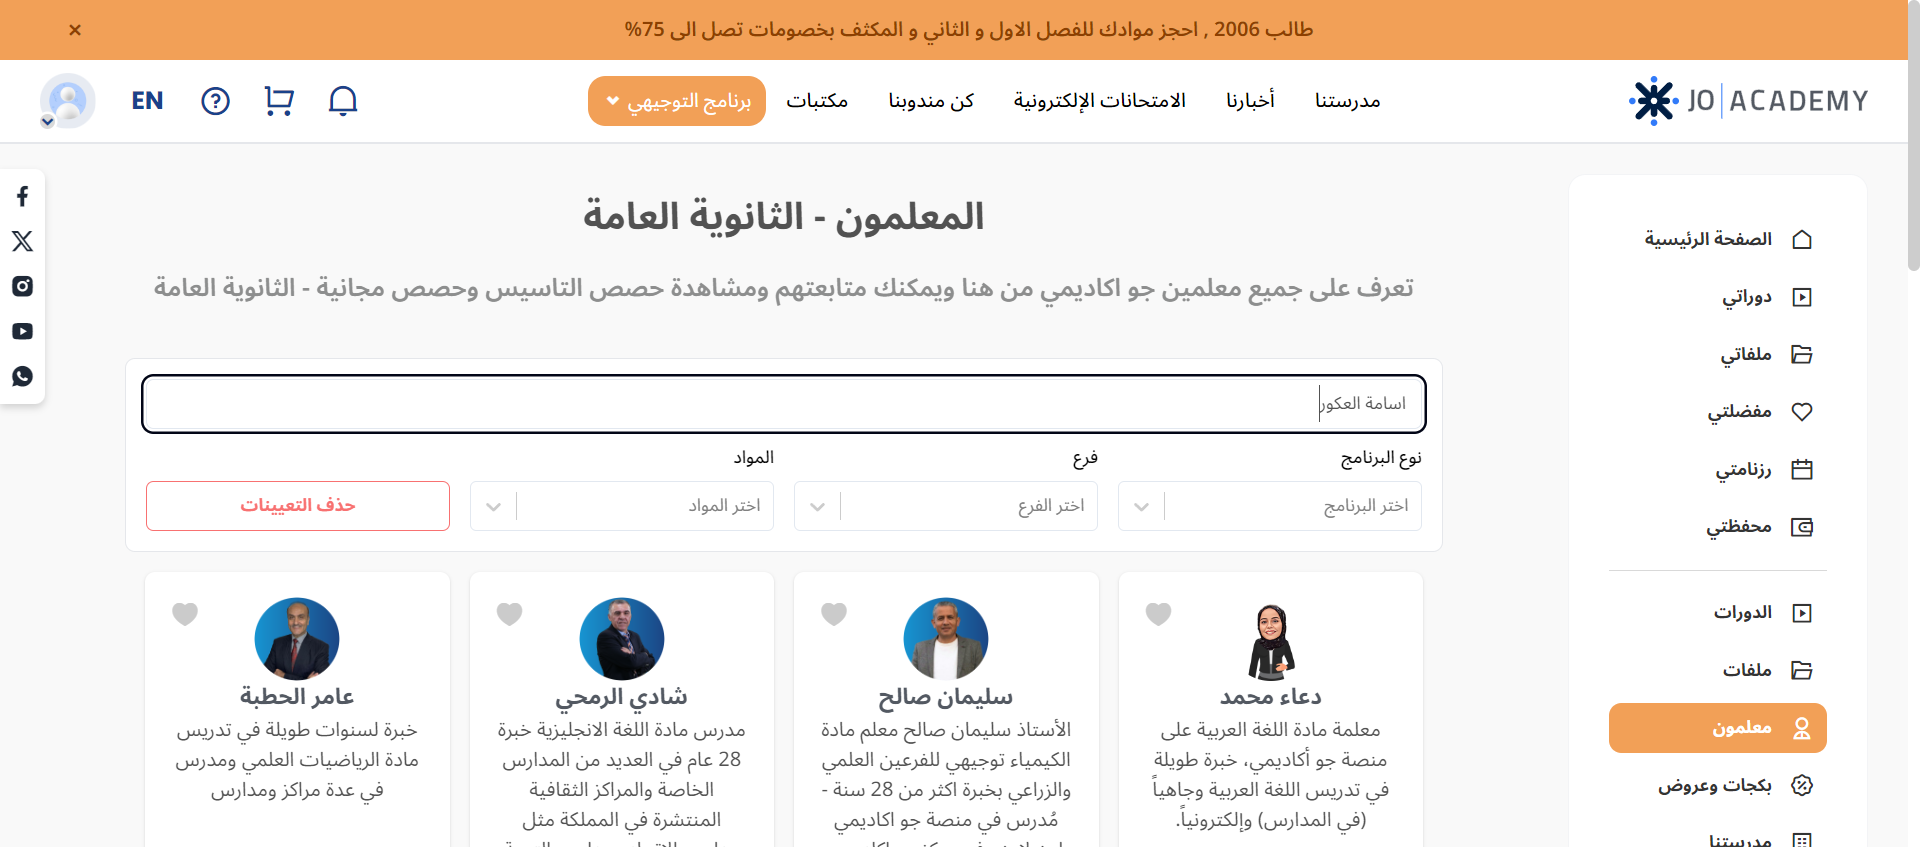 طالب 2006 , احجز موادك للفصل الاول و الثاني و المكثف بخصومات تصل الى 75%
×
JO ACADEMY
مدرستنا
أخبارنا
الامتحانات الإلكترونية
كن مندوبنا
مكتبات
برنامج التوجيهي
EN
الصفحة الرئيسية
دوراتي
ملفاتي
مفضلتي
رزنامتي
محفظتي
الدورات
ملفات
معلمون
بكجات وعروض
مدرستنا
المعلمون - الثانوية العامة
تعرف على جميع معلمين جو اكاديمي من هنا ويمكنك متابعتهم ومشاهدة حصص التاسيس وحصص مجانية - الثانوية العامة
اسامة العكور
نوع البرنامج
فرع
المواد
اختر البرنامج
اختر الفرع
اختر المواد
حذف التعيينات
دعاء محمد
معلمة مادة اللغة العربية على
منصة جو أكاديمي، خبرة طويلة
في تدريس اللغة العربية وجاهياً
(في المدارس) وإلكترونياً.
سليمان صالح
الأستاذ سليمان صالح معلم مادة
الكيمياء توجيهي للفرعين العلمي
والزراعي بخبرة اكثر من 28 سنة -
مُدرس في منصة جو اكاديمي
شادي الرمحي
مدرس مادة اللغة الانجليزية خبرة
28 عام في العديد من المدارس
الخاصة والمراكز الثقافية
المنتشرة في المملكة مثل
عامر الحطبة
خبرة لسنوات طويلة في تدريس
مادة الرياضيات العلمي ومدرس
في عدة مراكز ومدارس